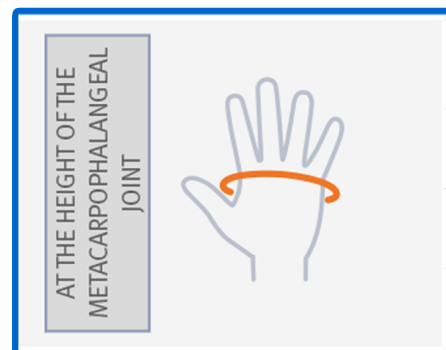 AT THE HEIGHT OF THE
METACARPOPHALANGEAL
JOINT